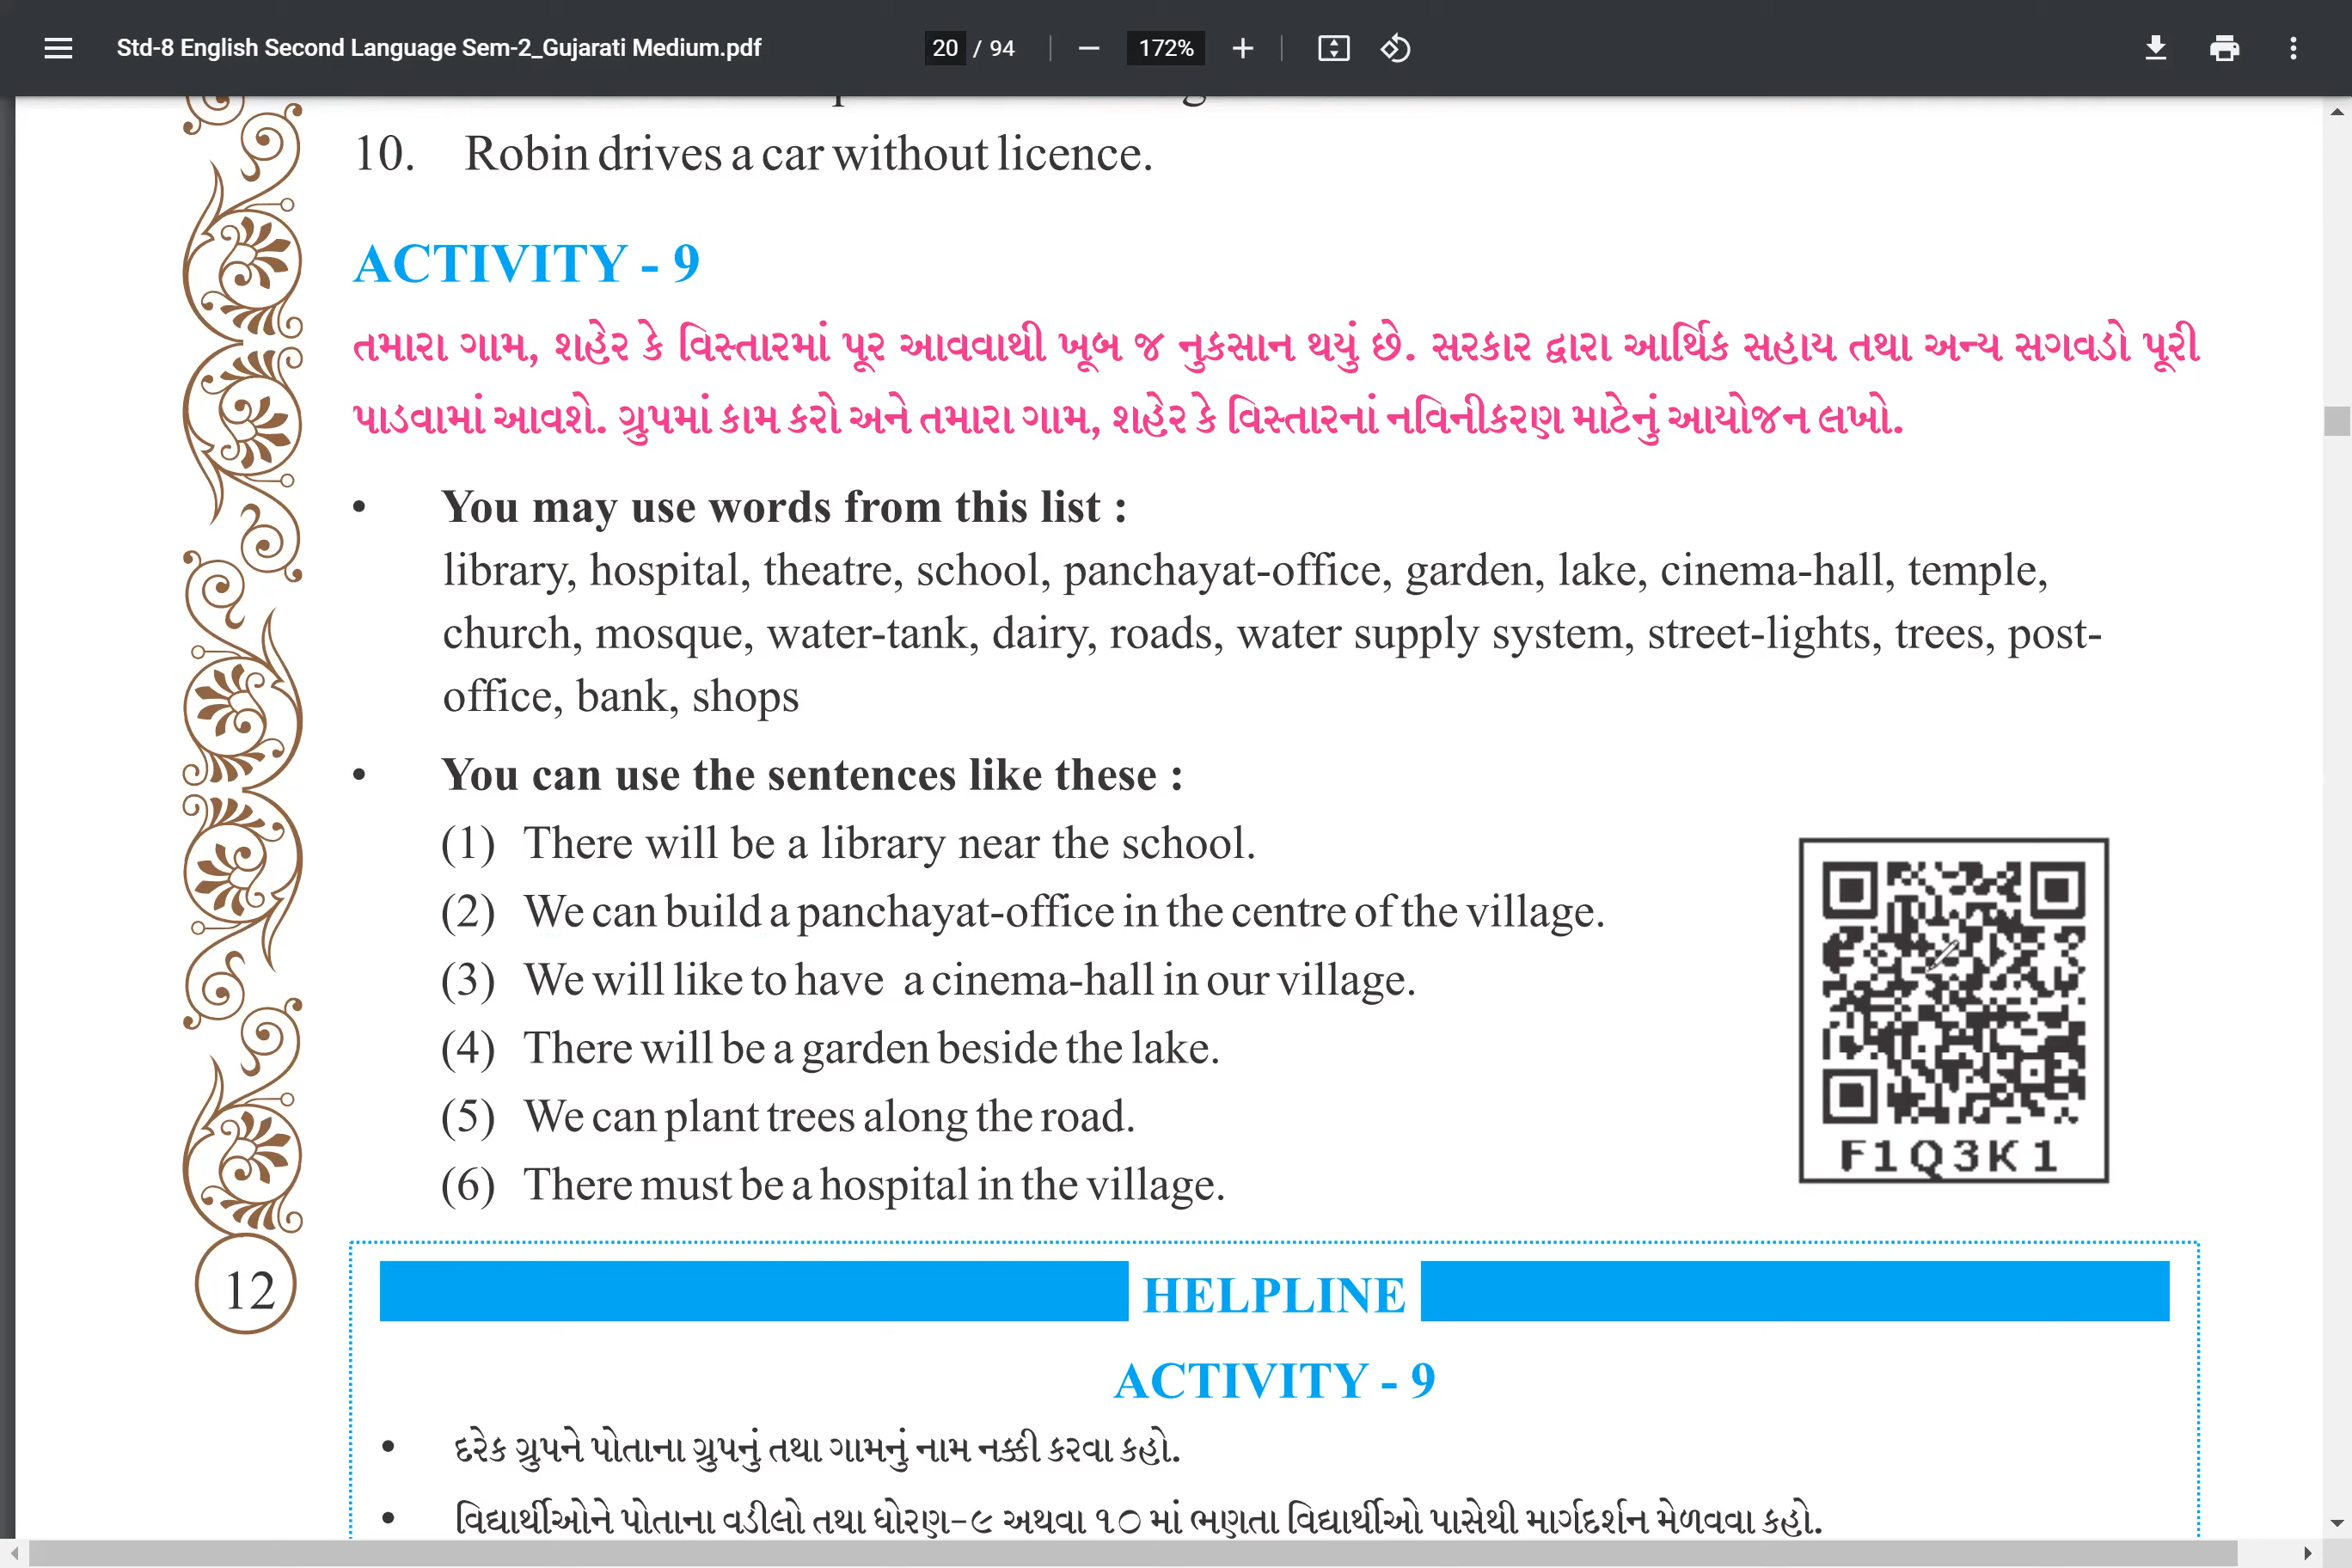 Std-8 English Second Language Sem-2_Gujarati Medium.pdf
20 / 94
172%
10. Robin drives a car without licence.
ACTIVITY - 9
તમારા ગામ, શહેર કે વિસ્તારમાં પૂર આવવાથી ખૂબ જ નુકસાન થયું છે. સરકાર દ્વારા આર્થિક સહાય તથા અન્ય સગવડો પૂરી
પાડવામાં આવશે. ગ્રુપમાં કામ કરો અને તમારા ગામ, શહેર કે વિસ્તારનાં નવિનીકરણ માટેનું આયોજન લખો.
• You may use words from this list :
library, hospital, theatre, school, panchayat-office, garden, lake, cinema-hall, temple,
church, mosque, water-tank, dairy, roads, water supply system, street-lights, trees, post-
office, bank, shops
• You can use the sentences like these :
(1) There will be a library near the school.
(2) We can build a panchayat-office in the centre of the village.
(3) We will like to have a cinema-hall in our village.
(4) There will be a garden beside the lake.
(5) We can plant trees along the road.
(6) There must be a hospital in the village.
F1Q3K1
12
HELPLINE
ACTIVITY - 9
• દરેક ગ્રુપને પોતાના ગ્રુપનું તથા ગામનું નામ નક્કી કરવા કહો.
• વિદ્યાર્થીઓને પોતાના વડીલો તથા ધોરણ-૯ અથવા ૧૦ માં ભણતા વિદ્યાર્થીઓ પાસેથી માર્ગદર્શન મેળવવા કહો.